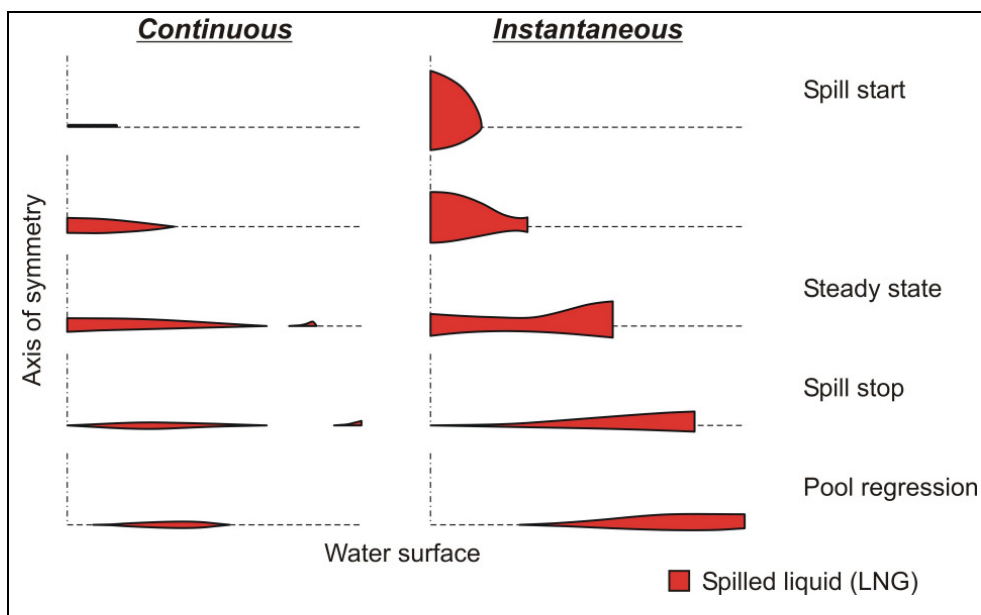 Continuous
Instantaneous
Spill start
Axis of symmetry
Steady state
Spill stop
Pool regression
Water surface
Spilled liquid (LNG)